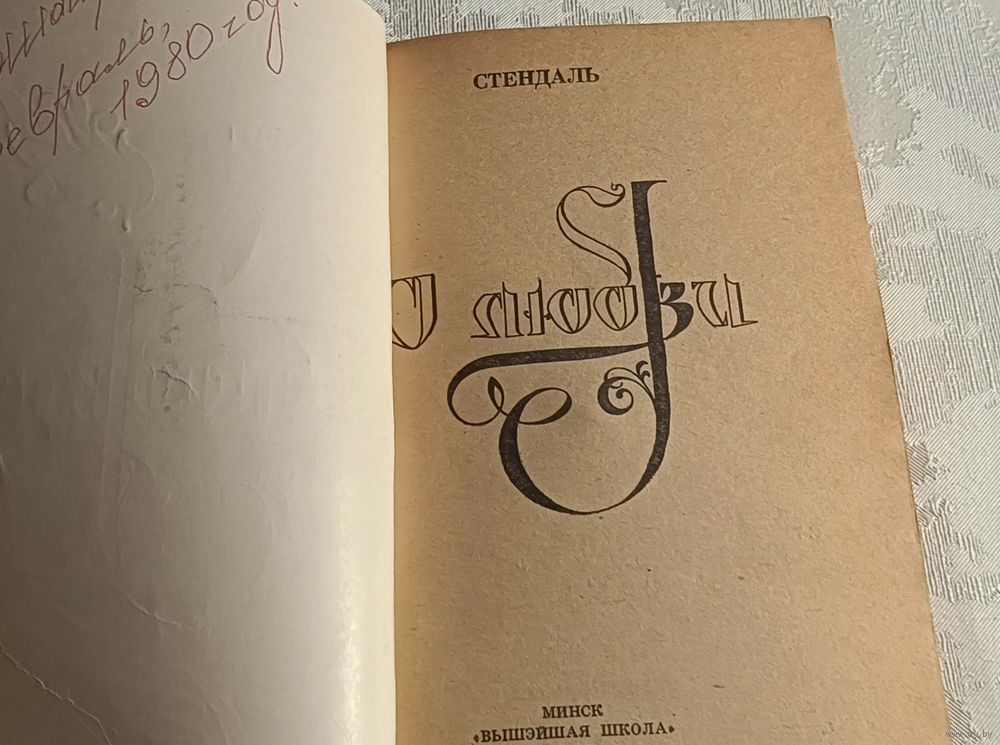 февраль,
1980 год.
СТЕНДАЛЬ
О любви
МИНСК
«ВЫШЭЙШАЯ ШКОЛА»